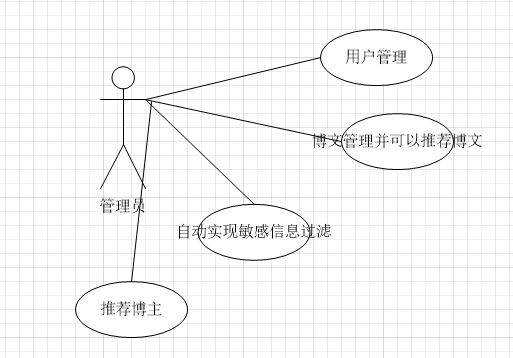 用户管理
博文管理并可以推荐博文
管理员
自动实现敏感信息过滤
推荐博主